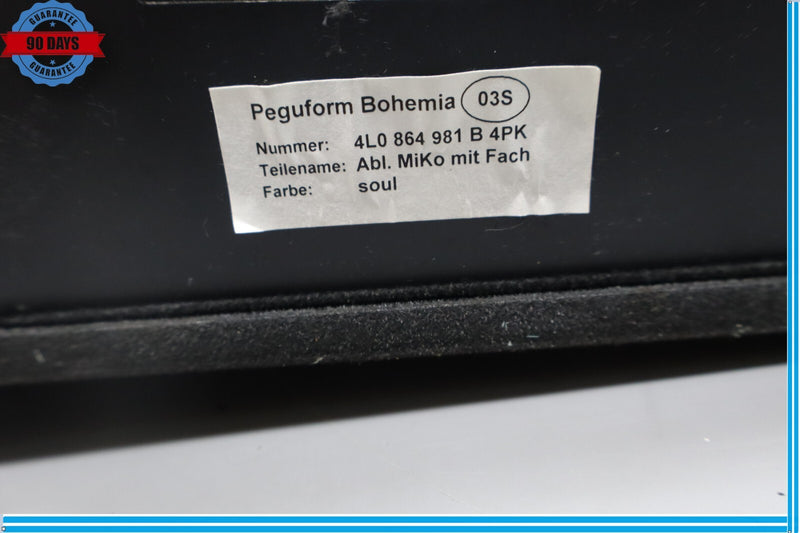 GUARANTEE
90 DAYS
GUARANTEE
Peguform Bohemia 03S
Nummer: 4L0 864 981 B 4PK
Teilename: Abl. MiKo mit Fach
Farbe: soul